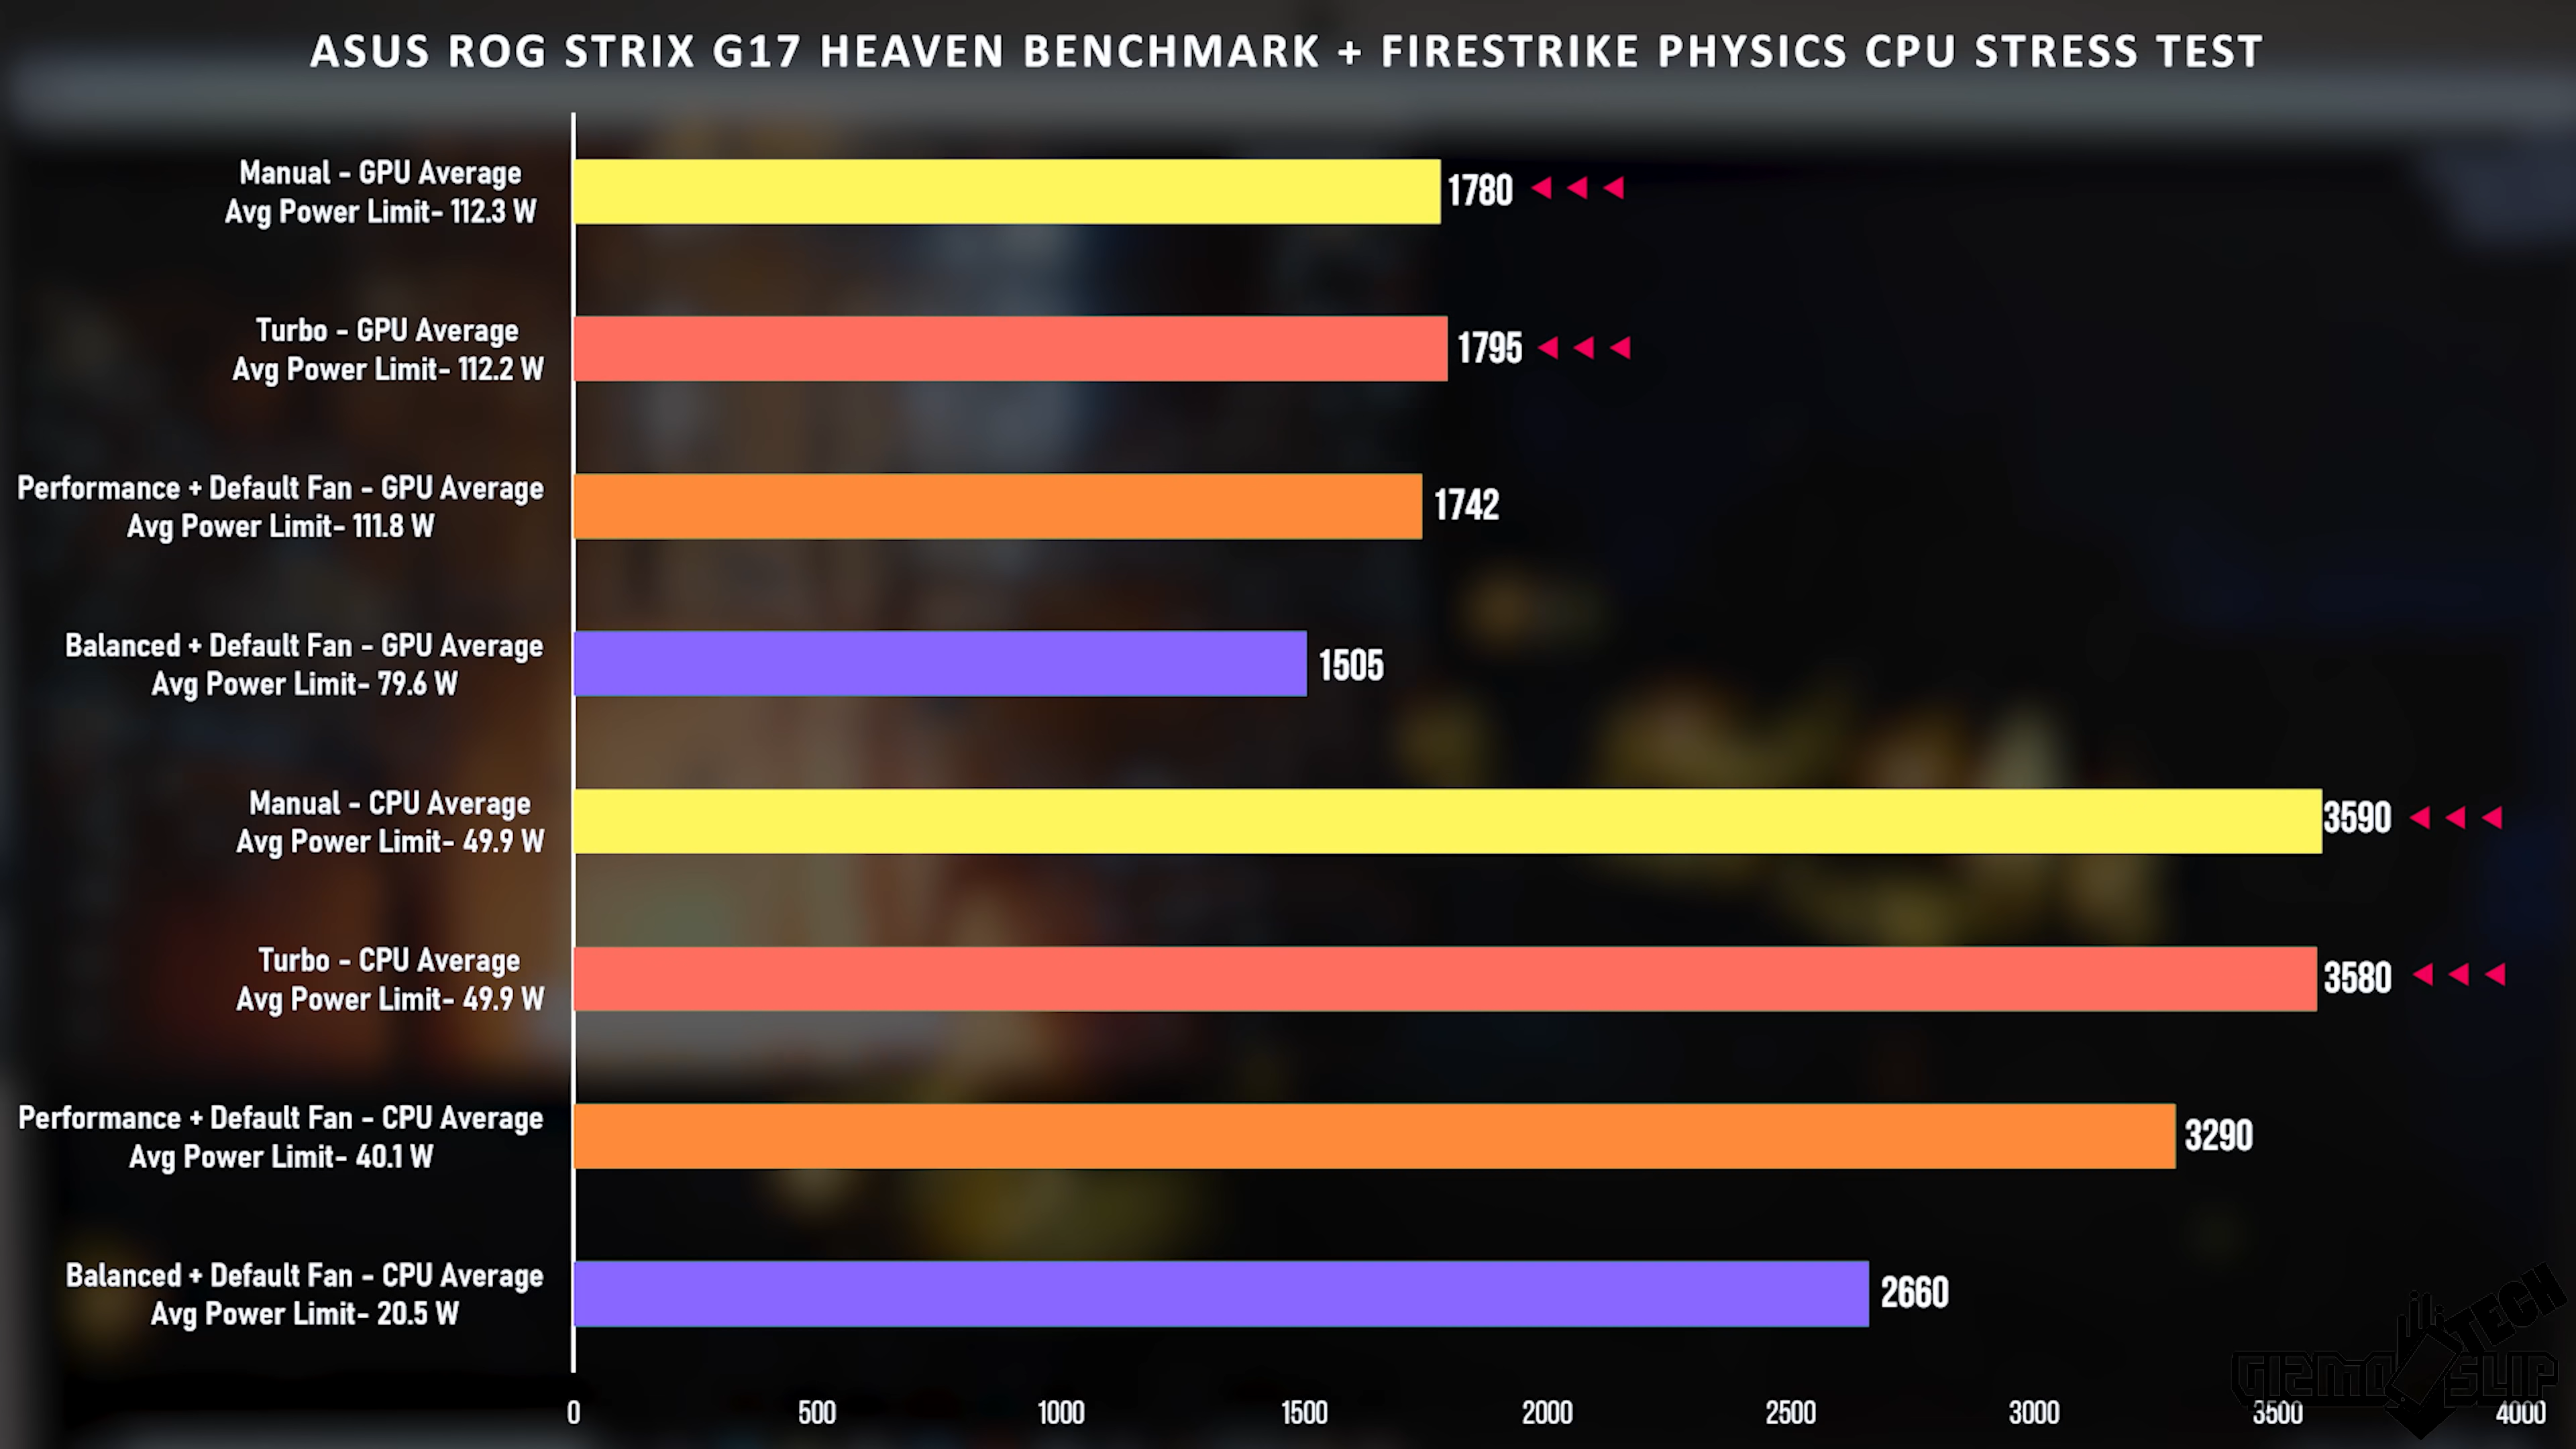 ASUS ROG STRIX G17 HEAVEN BENCHMARK + FIRESTRIKE PHYSICS CPU STRESS TEST
Manual - GPU Average
Avg Power Limit- 112.3 W
1780
Turbo - GPU Average
Avg Power Limit- 112.2 W
1795
Performance + Default Fan - GPU Average
Avg Power Limit- 111.8 W
1742
Balanced + Default Fan - GPU Average
Avg Power Limit- 79.6 W
1505
Manual - CPU Average
Avg Power Limit- 49.9 W
3590
Turbo - CPU Average
Avg Power Limit- 49.9 W
3580
Performance + Default Fan - CPU Average
Avg Power Limit- 40.1 W
3290
Balanced + Default Fan - CPU Average
Avg Power Limit- 20.5 W
2660
0 500 1000 1500 2000 2500 3000 3500 4000
GIZMO SLIP
TECH